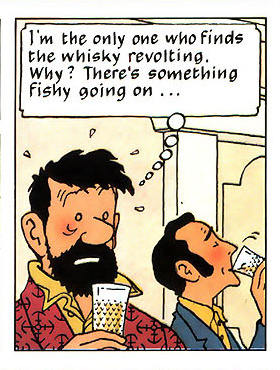 I'm the only one who finds
the whisky revolting.
Why? There's something
fishy going on ...